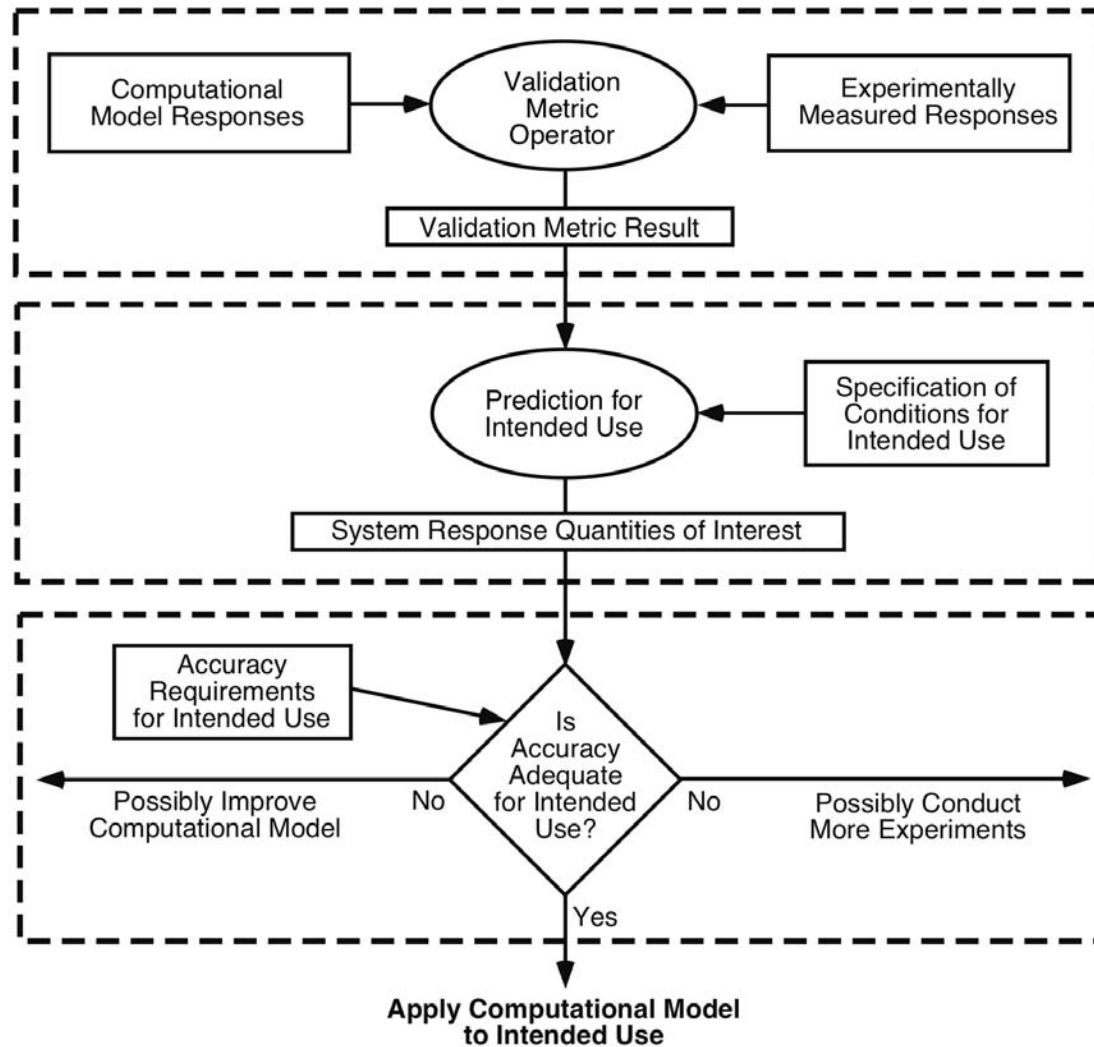 Computational
Model Responses
Validation
Metric
Operator
Experimentally
Measured Responses
Validation Metric Result
Prediction for
Intended Use
Specification of
Conditions for
Intended Use
System Response Quantities of Interest
Accuracy
Requirements
for Intended Use
Is
Accuracy
Adequate
for Intended
Use?
No
Possibly Improve
Computational Model
No
Possibly Conduct
More Experiments
Yes
Apply Computational Model
to Intended Use